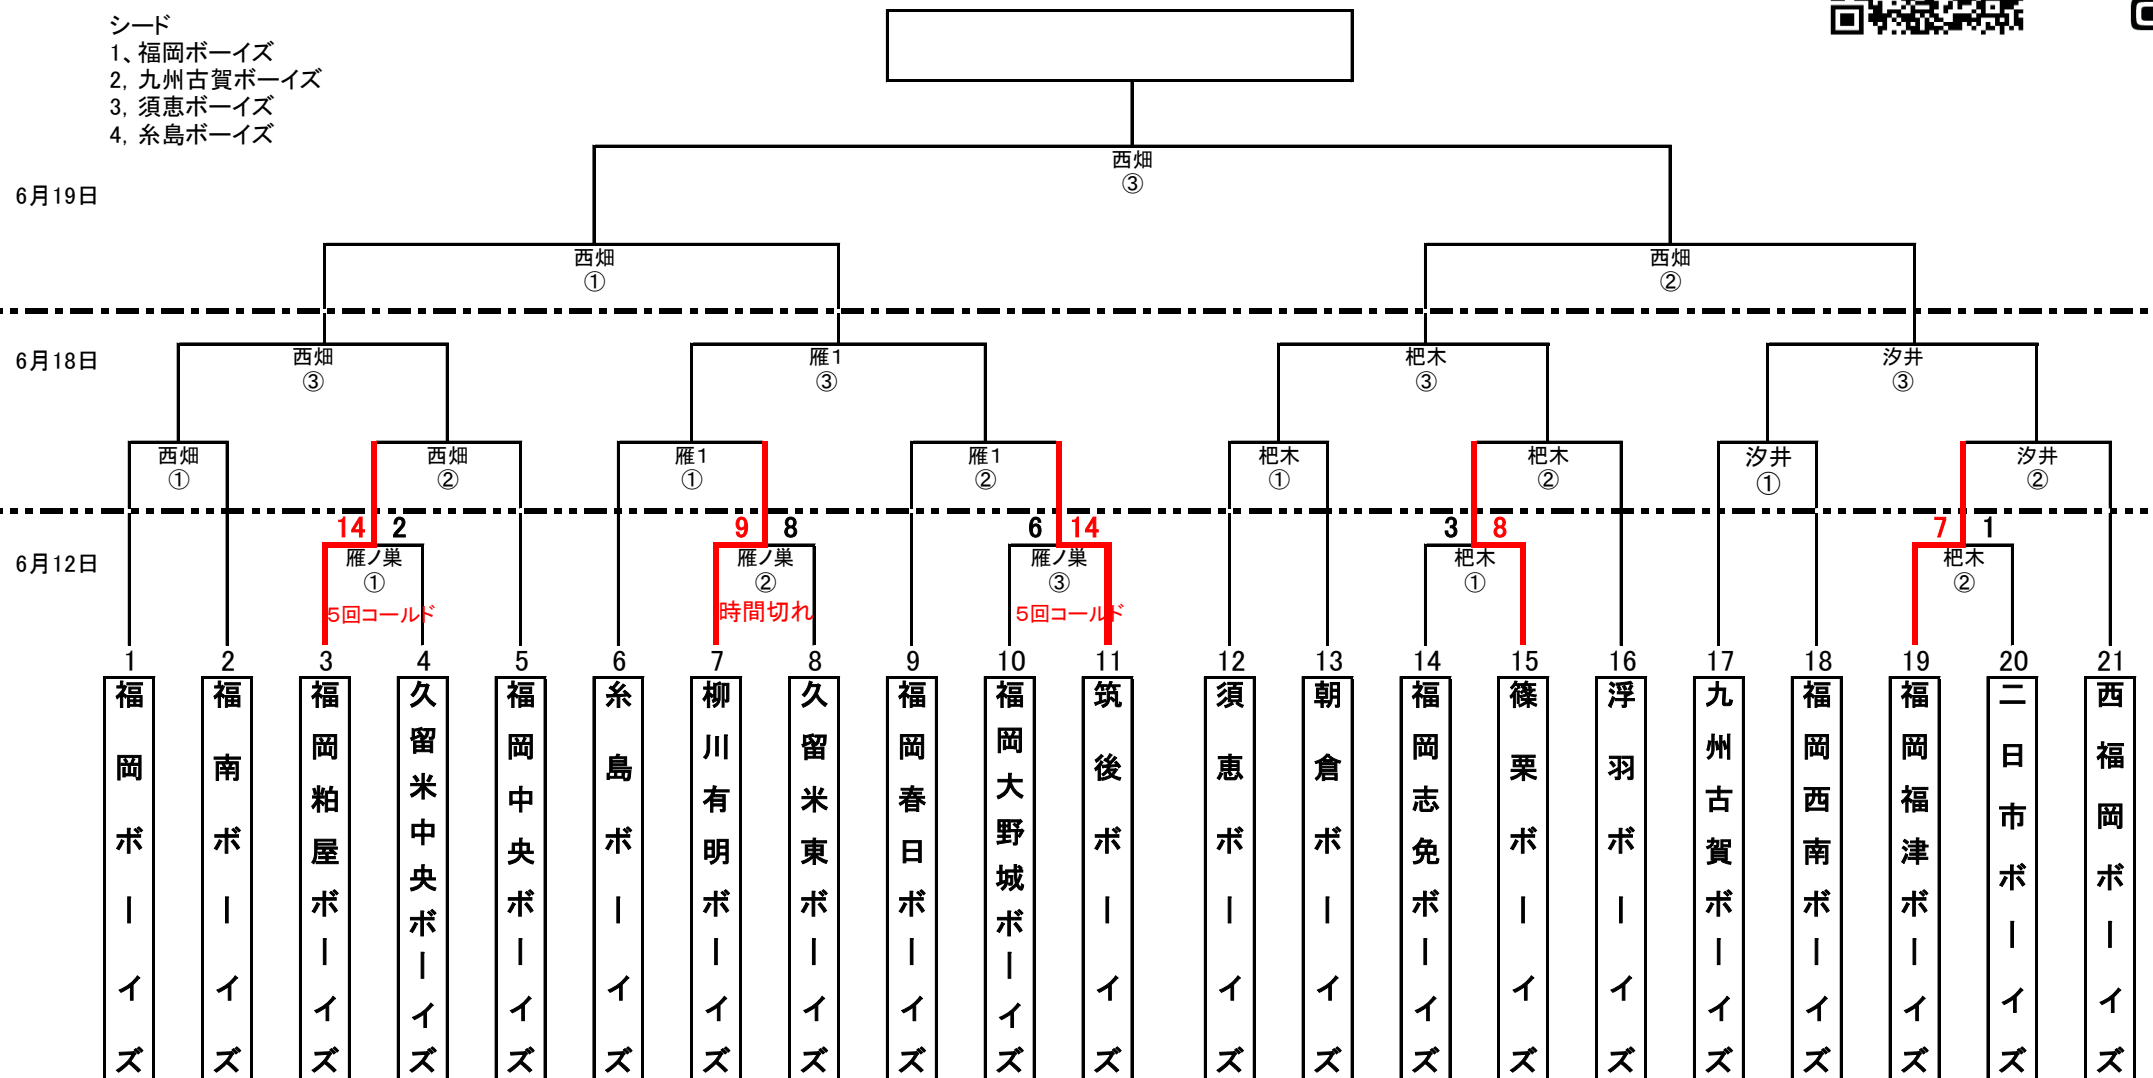 シード
1、福岡ボーイズ
2, 九州古賀ボーイズ
3, 須恵ボーイズ
4, 糸島ボーイズ
西畑
③
6月19日
西畑
①
西畑
②
6月18日
西畑
③
雁1
③
杷木
③
汐井
③
西畑
①
西畑
②
雁1
①
雁1
②
杷木
①
杷木
②
汐井
①
汐井
②
14 2
9 8
6 14
3 8
7 1
6月12日
雁ノ巣
①
5回コールド
雁ノ巣
②
時間切れ
雁ノ巣
③
5回コールド
杷木
①
杷木
②
1 2 3 4 5 6 7 8 9 10 11 12 13 14 15 16 17 18 19 20 21
福岡ボーイズ
福南ボーイズ
福岡粕屋ボーイズ
久留米中央ボーイズ
福岡中央ボーイズ
糸島ボーイズ
柳川有明ボーイズ
久留米東ボーイズ
福岡春日ボーイズ
福岡大野城ボーイズ
筑後ボーイズ
須恵ボーイズ
朝倉ボーイズ
福岡志免ボーイズ
篠栗ボーイズ
浮羽ボーイズ
九州古賀ボーイズ
福岡西南ボーイズ
福岡福津ボーイズ
二日市ボーイズ
西福岡ボーイズ